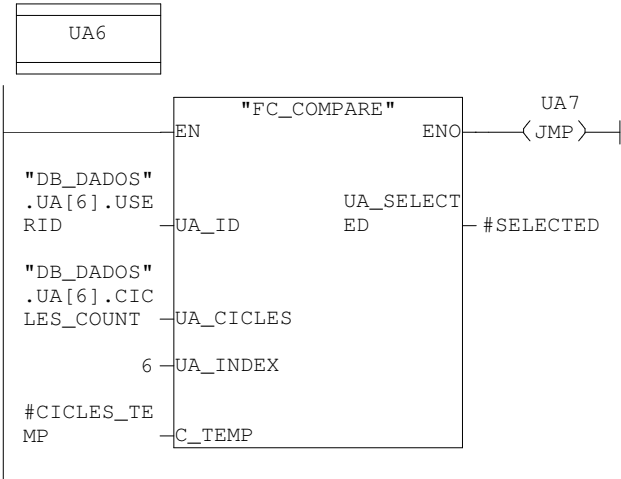 UA6
"FC_COMPARE"
UA7
EN
ENO
JMP
"DB_DADOS"
.UA[6].USE
RID
UA_ID
UA_SELECT
ED
#SELECTED
"DB_DADOS"
.UA[6].CIC
LES_COUNT
UA_CICLES
6
UA_INDEX
#CICLES_TE
MP
C_TEMP